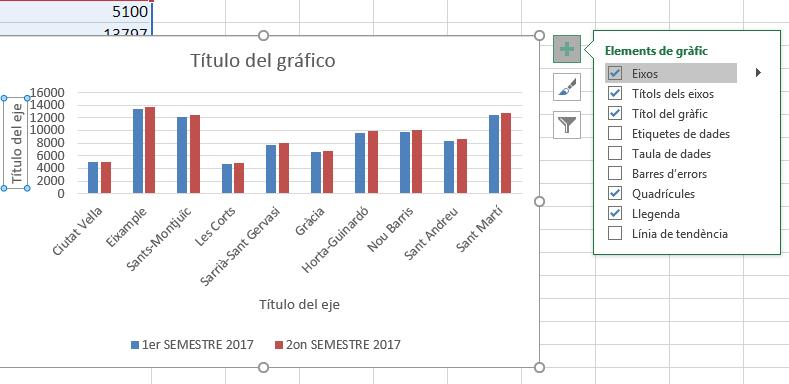 5100
13797
Título del gráfico
Título del eje
16000
14000
12000
10000
8000
6000
4000
2000
0
Ciutat Vella
Eixample
Sants-Montjuïc
Les Corts
Sarrià-Sant Gervasi
Gràcia
Horta-Guinardó
Nou Barris
Sant Andreu
Sant Martí
Título del eje
1er SEMESTRE 2017
2on SEMESTRE 2017
Elements de gràfic
Eixos
Títols dels eixos
Títol del gràfic
Etiquetes de dades
Taula de dades
Barres d'errors
Quadrícules
Llegenda
Línia de tendència